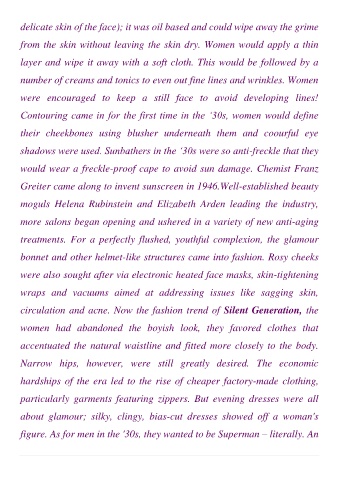 delicate skin of the face); it was oil based and could wipe away the grime
from the skin without leaving the skin dry. Women would apply a thin
layer and wipe it away with a soft cloth. This would be followed by a
number of creams and tonics to even out fine lines and wrinkles. Women
were encouraged to keep a still face to avoid developing lines!
Contouring came in for the first time in the '30s, women would define
their cheekbones using blusher underneath them and coourful eye
shadows were used. Sunbathers in the '30s were so anti-freckle that they
would wear a freckle-proof cape to avoid sun damage. Chemist Franz
Greiter came along to invent sunscreen in 1946.Well-established beauty
moguls Helena Rubinstein and Elizabeth Arden leading the industry,
more salons began opening and ushered in a variety of new anti-aging
treatments. For a perfectly flushed, youthful complexion, the glamour
bonnet and other helmet-like structures came into fashion. Rosy cheeks
were also sought after via electronic heated face masks, skin-tightening
wraps and vacuums aimed at addressing issues like sagging skin,
circulation and acne. Now the fashion trend of Silent Generation, the
women had abandoned the boyish look, they favored clothes that
accentuated the natural waistline and fitted more closely to the body.
Narrow hips, however, were still greatly desired. The economic
hardships of the era led to the rise of cheaper factory-made clothing,
particularly garments featuring zippers. But evening dresses were all
about glamour; silky, clingy, bias-cut dresses showed off a woman's
figure. As for men in the '30s, they wanted to be Superman – literally. An